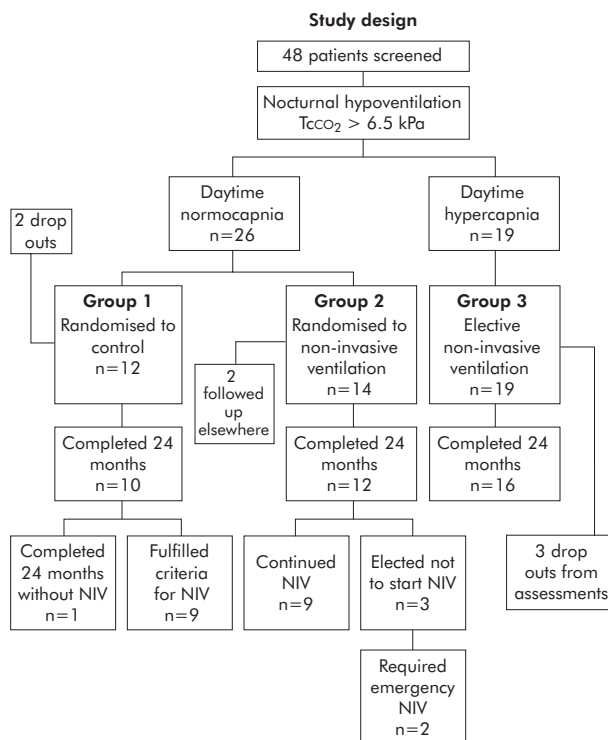 Study design
48 patients screened
Nocturnal hypoventilation
TcCO₂ > 6.5 kPa
Daytime
normocapnia
n=26
Daytime
hypercapnia
n=19
2 drop
outs
Group 1
Randomised to
control
n=12
Group 2
Randomised to
non-invasive
ventilation
n=14
Group 3
Elective
non-invasive
ventilation
n=19
2
followed
up
elsewhere
Completed 24
months
n=10
Completed 24
months
n=12
Completed 24
months
n=16
Completed
24 months
without NIV
n=1
Fulfilled
criteria
for NIV
n=9
Continued
NIV
n=9
Elected not
to start NIV
n=3
3 drop
outs from
assessments
Required
emergency
NIV
n=2